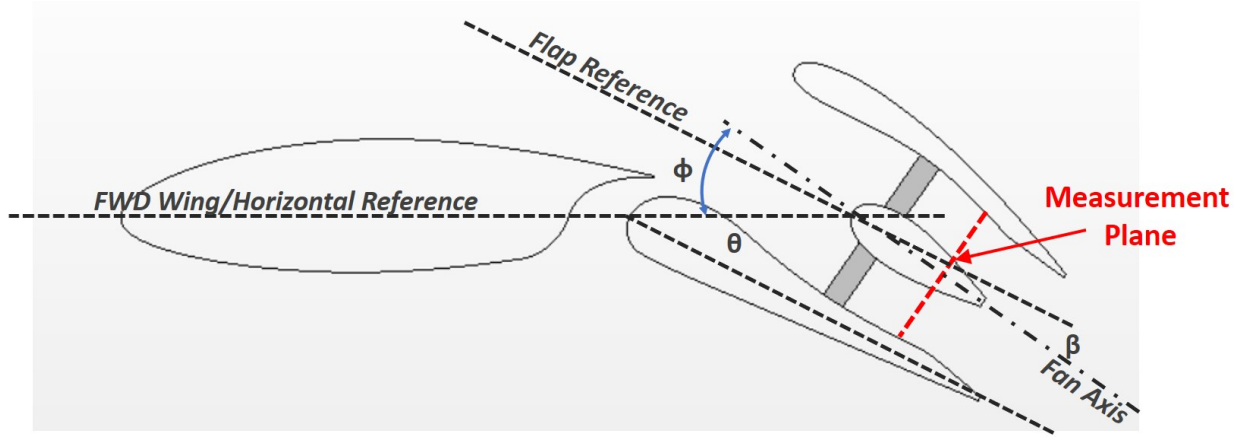 Flap Reference
ϕ
FWD Wing/Horizontal Reference
Measurement
Plane
θ
β
Fan Axis